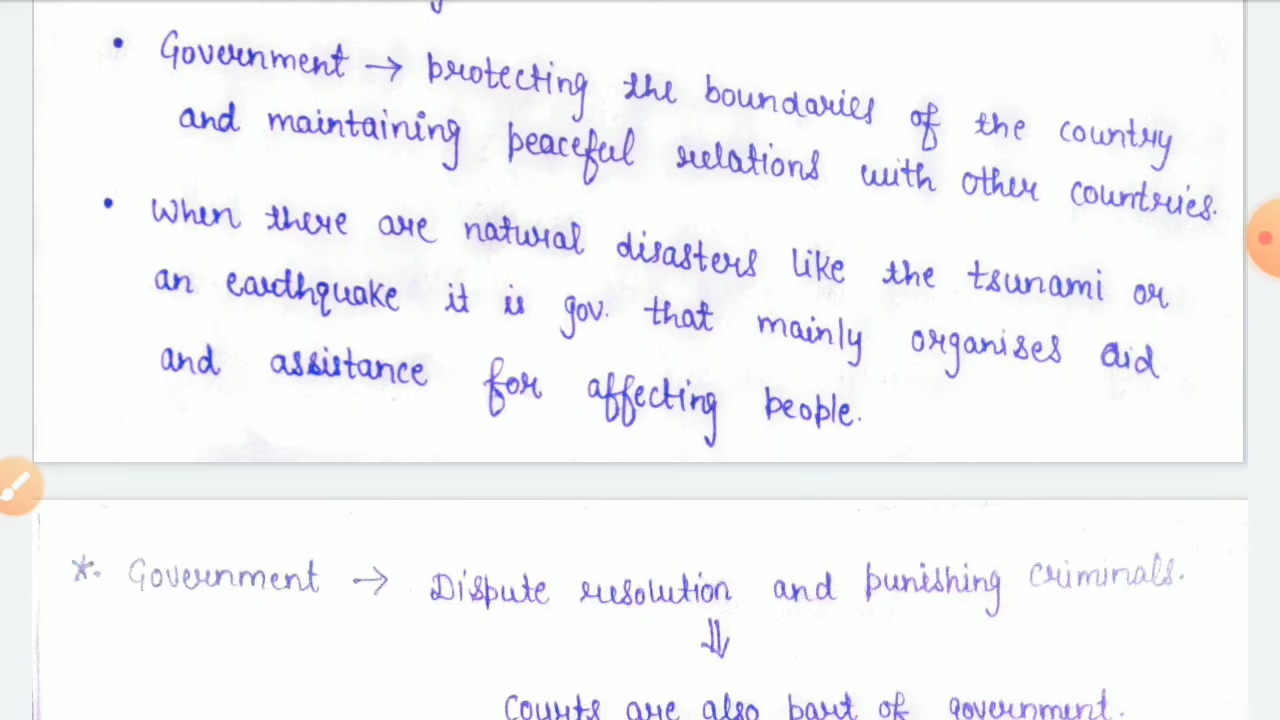 • Government → protecting the boundaries of the country
and maintaining peaceful relations with other countries.
• When there are natural disasters like the tsunami or
an earthquake it is gov. that mainly organises aid
and assistance for affecting people.
*. Government → Dispute resolution and punishing criminals.
⇓
Courts are also part of government.